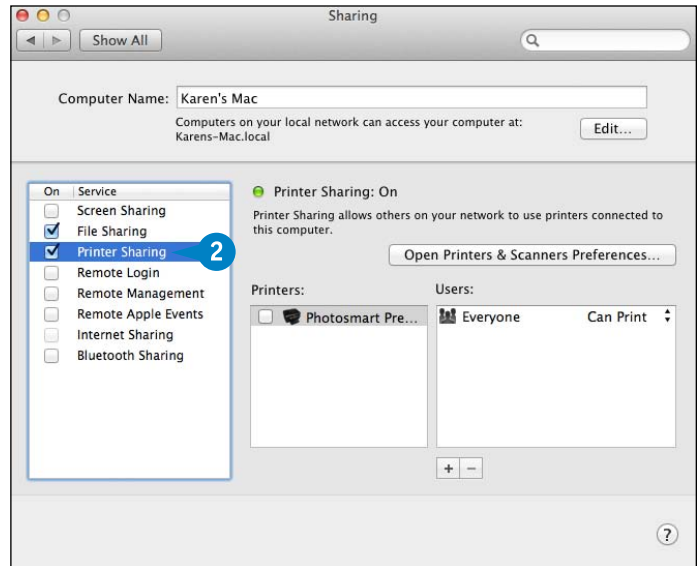 Sharing
Show All
Computer Name: Karen's Mac
Computers on your local network can access your computer at:
Karens-Mac.local
Edit...
On Service
Screen Sharing
File Sharing
Printer Sharing
2
Remote Login
Remote Management
Remote Apple Events
Internet Sharing
Bluetooth Sharing
Printer Sharing: On
Printer Sharing allows others on your network to use printers connected to
this computer.
Open Printers & Scanners Preferences...
Printers:
Photosmart Pre...
Users:
Everyone Can Print
+ −
?